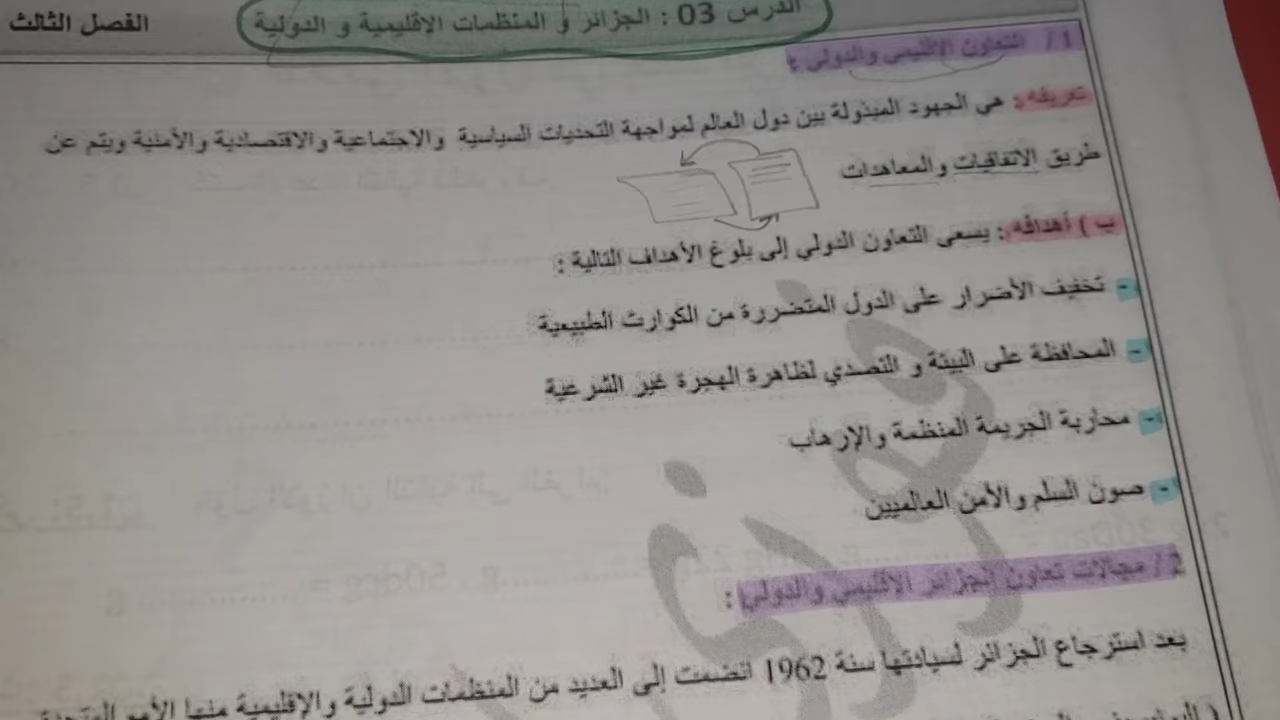 الدرس 03 : الجزائر و المنظمات الإقليمية و الدولية
الفصل الثالث
1 / التعاون الإقليمي والدولي :
تعريفه : هي الجهود المبذولة بين دول العالم لمواجهة التحديات السياسية والاجتماعية والاقتصادية والأمنية ويتم عن
طريق الاتفاقيات والمعاهدات
ب ) أهدافه : يسعى التعاون الدولي إلى بلوغ الأهداف التالية :
- تخفيف الأضرار على الدول المتضررة من الكوارث الطبيعية
- المحافظة على البيئة و التصدي لظاهرة الهجرة غير الشرعية
- محاربة الجريمة المنظمة والإرهاب
- صون السلم والأمن العالميين
2 / مجالات تعاون الجزائر الإقليمي والدولي :
بعد استرجاع الجزائر لسيادتها سنة 1962 انضمت إلى العديد من المنظمات الدولية والإقليمية منها الأمم المتحدة